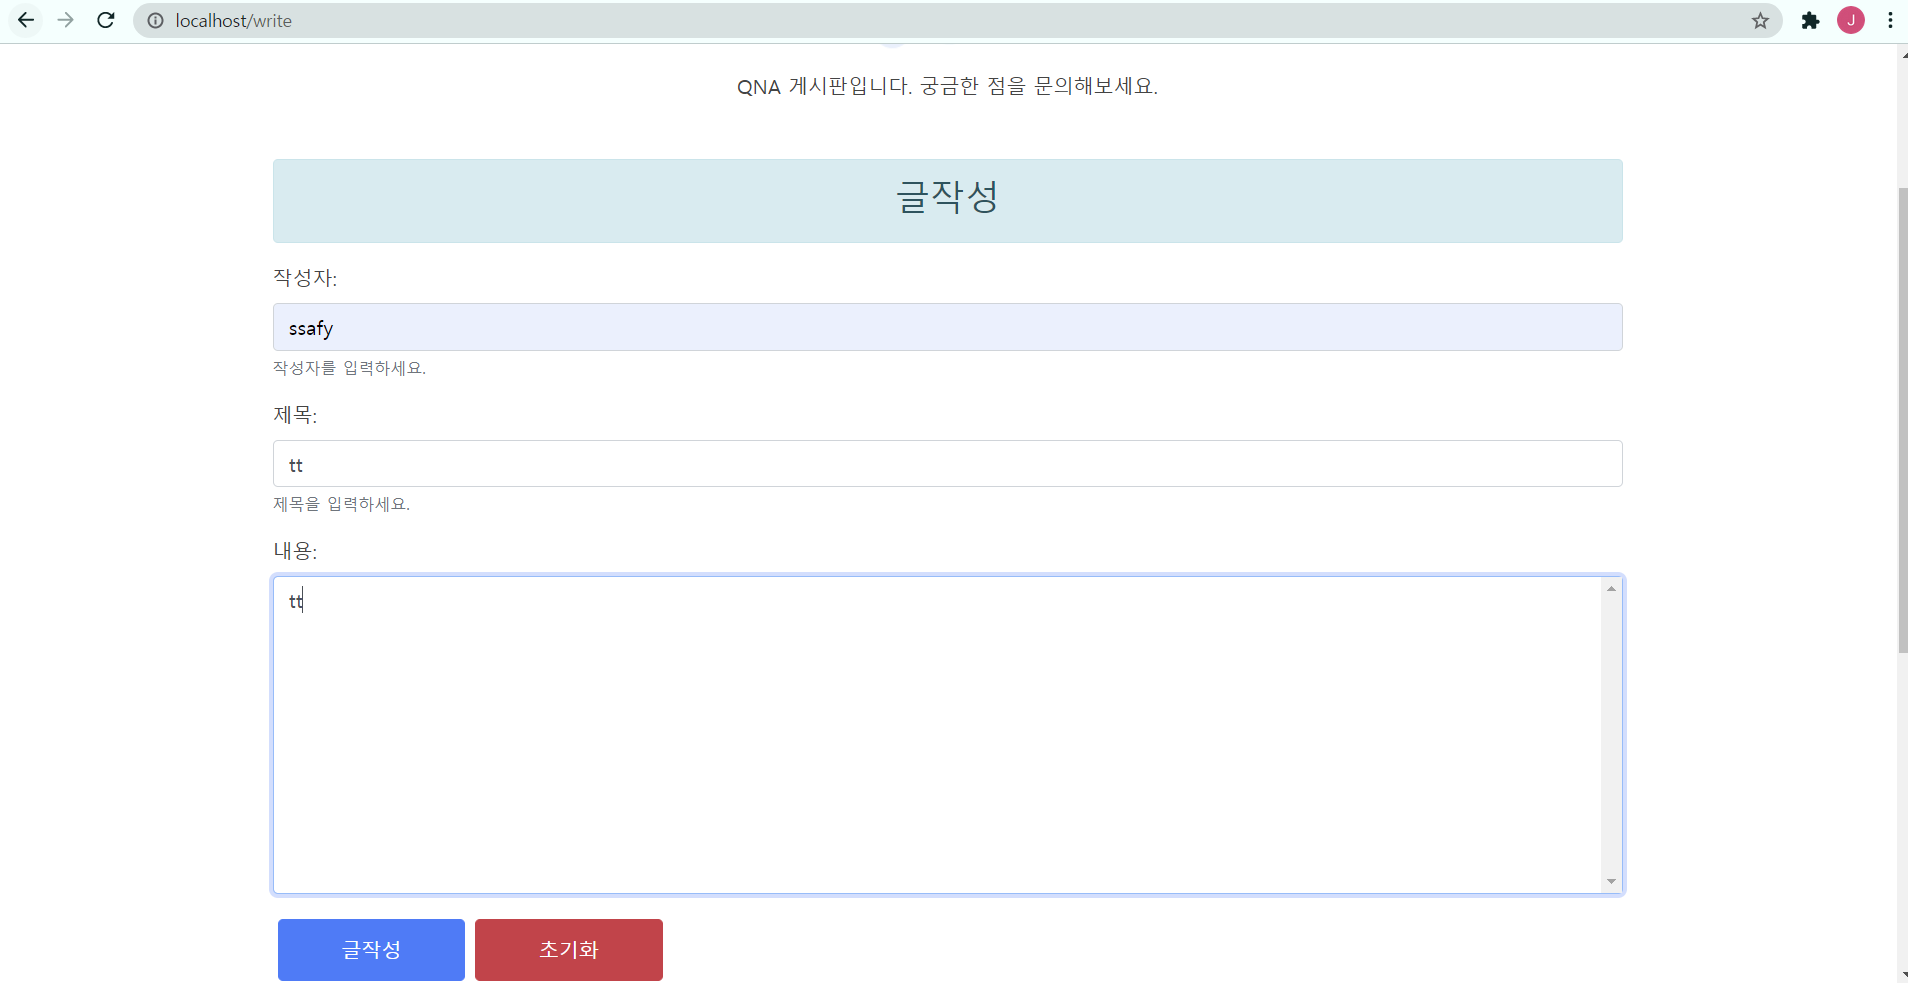 localhost/write
J
QNA 게시판입니다. 궁금한 점을 문의해보세요.
글작성
작성자:
ssafy
작성자를 입력하세요.
제목:
tt
제목을 입력하세요.
내용:
tt
글작성 초기화